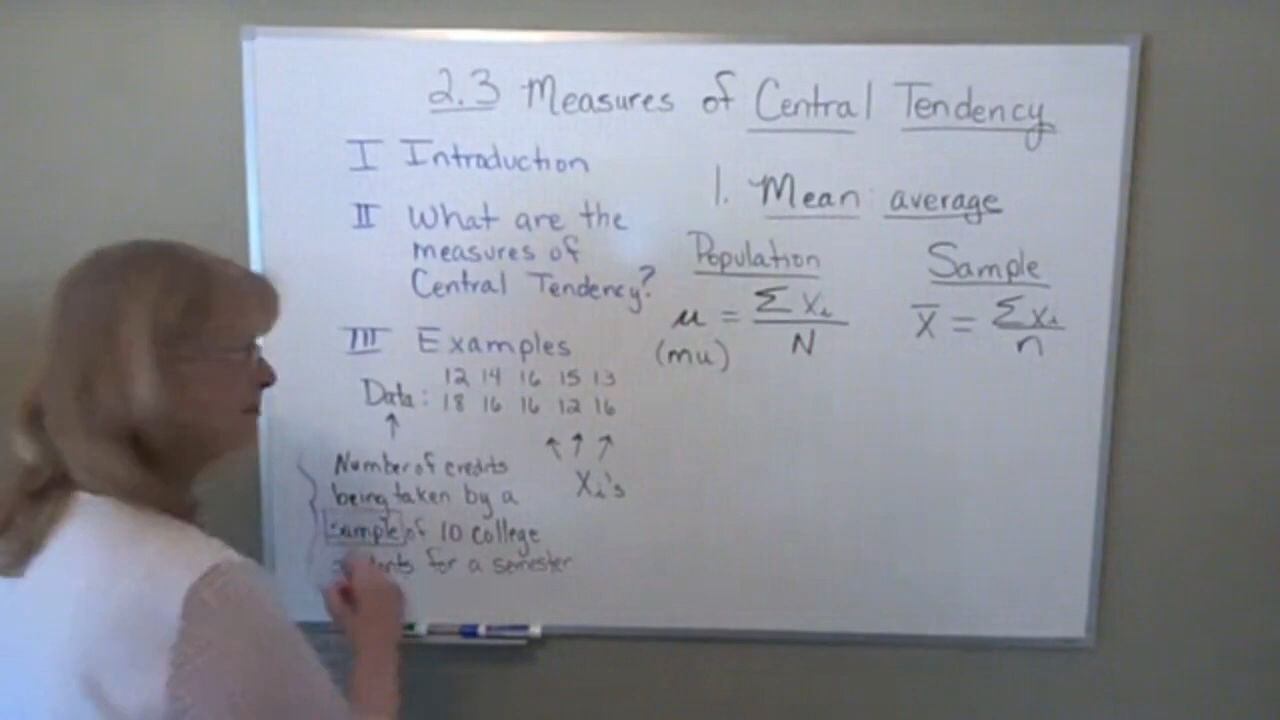 2.3 Measures of Central Tendency
I Introduction
II What are the
measures of
Central Tendency?
III Examples
Data: 12 14 16 15 13
18 16 16 12 16
↑
Number of credits
being taken by a
sample of 10 college
for a semester
↑ ↑ ↑
Xi's
1. Mean: average
Population
μ = Σ Xi / N
(mu)
Sample
x̄ = Σ xi / n